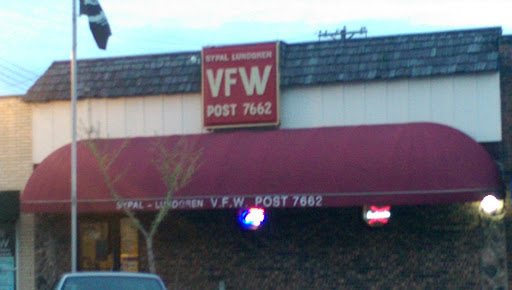 SYPAL LUNDGREN
VFW
POST 7662
SYPAL - LUNDGREN V.F.W. POST 7662